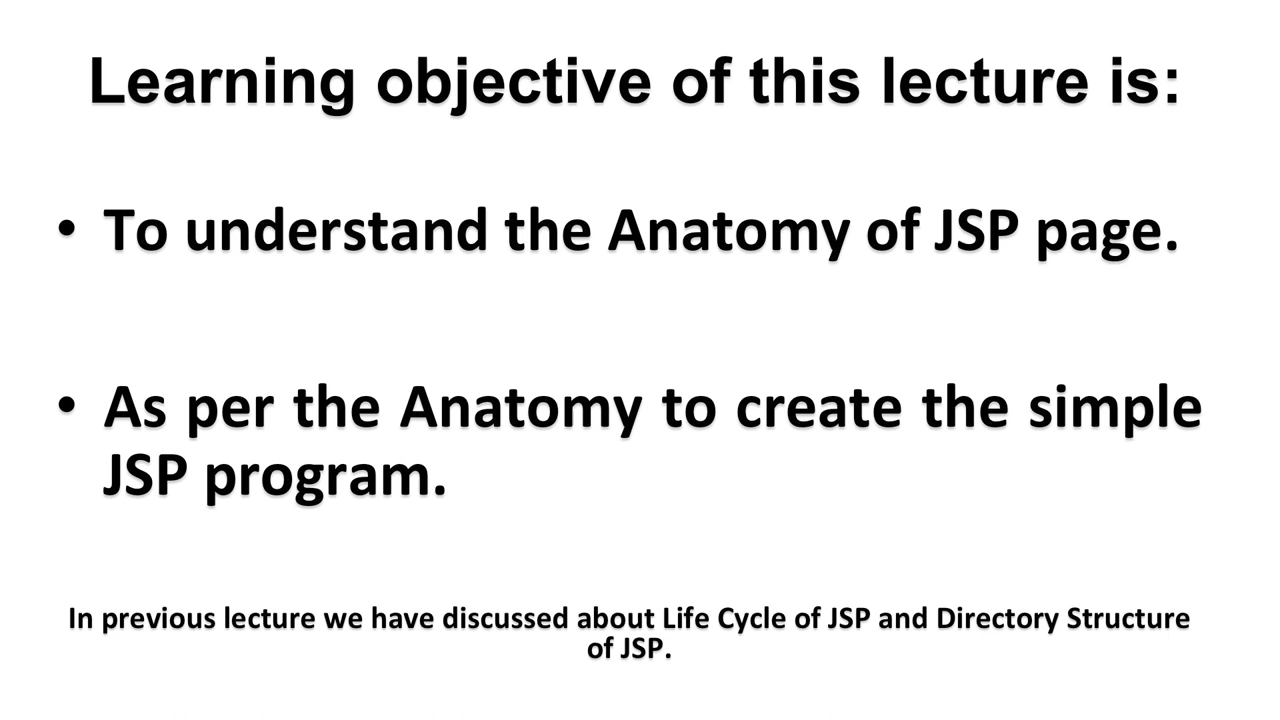 Learning objective of this lecture is:
• To understand the Anatomy of JSP page.
• As per the Anatomy to create the simple
JSP program.
In previous lecture we have discussed about Life Cycle of JSP and Directory Structure
of JSP.